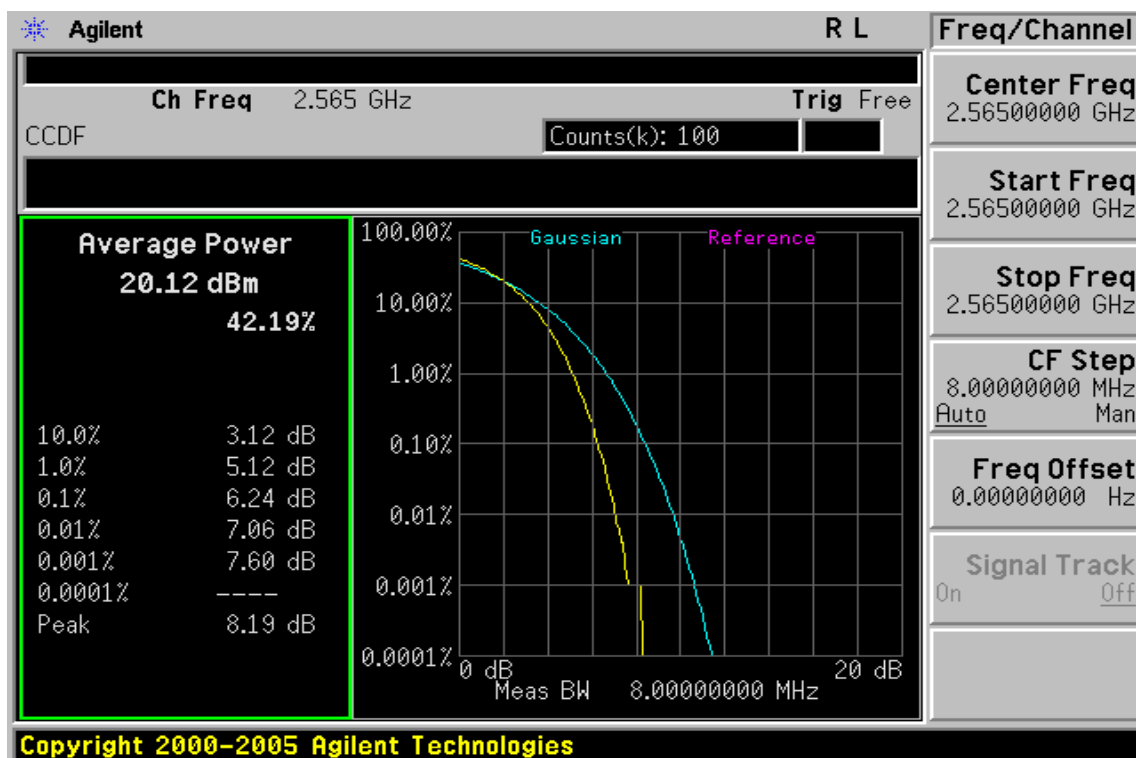 Agilent R L
Ch Freq 2.565 GHz Trig Free
CCDF Counts(k): 100
Average Power
20.12 dBm
42.19%
10.0% 3.12 dB
1.0% 5.12 dB
0.1% 6.24 dB
0.01% 7.06 dB
0.001% 7.60 dB
0.0001% ----
Peak 8.19 dB
Gaussian Reference
100.00%
10.00%
1.00%
0.10%
0.01%
0.001%
0.0001%
0 dB 20 dB
Meas BW 8.00000000 MHz
Freq/Channel
Center Freq
2.56500000 GHz
Start Freq
2.56500000 GHz
Stop Freq
2.56500000 GHz
CF Step
8.00000000 MHz
Auto Man
Freq Offset
0.00000000 Hz
Signal Track
On Off
Copyright 2000-2005 Agilent Technologies